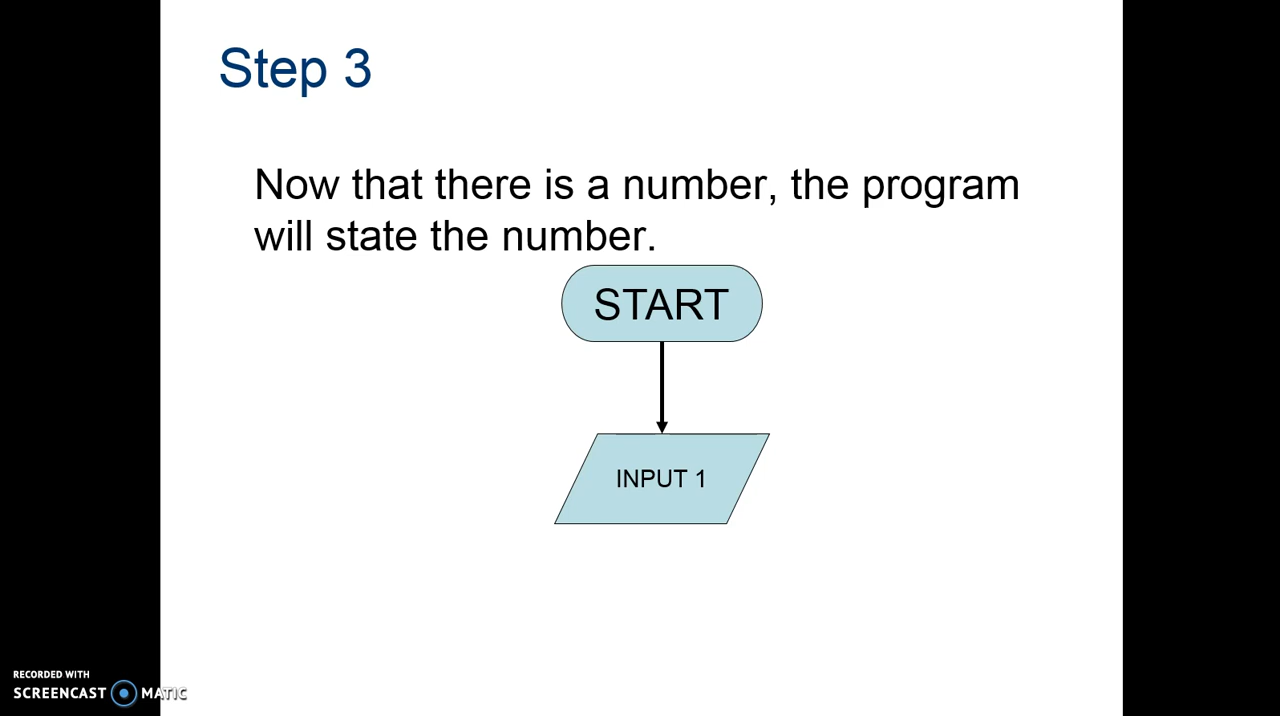 Step 3
Now that there is a number, the program
will state the number.
START
INPUT 1
RECORDED WITH
SCREENCAST MATIC